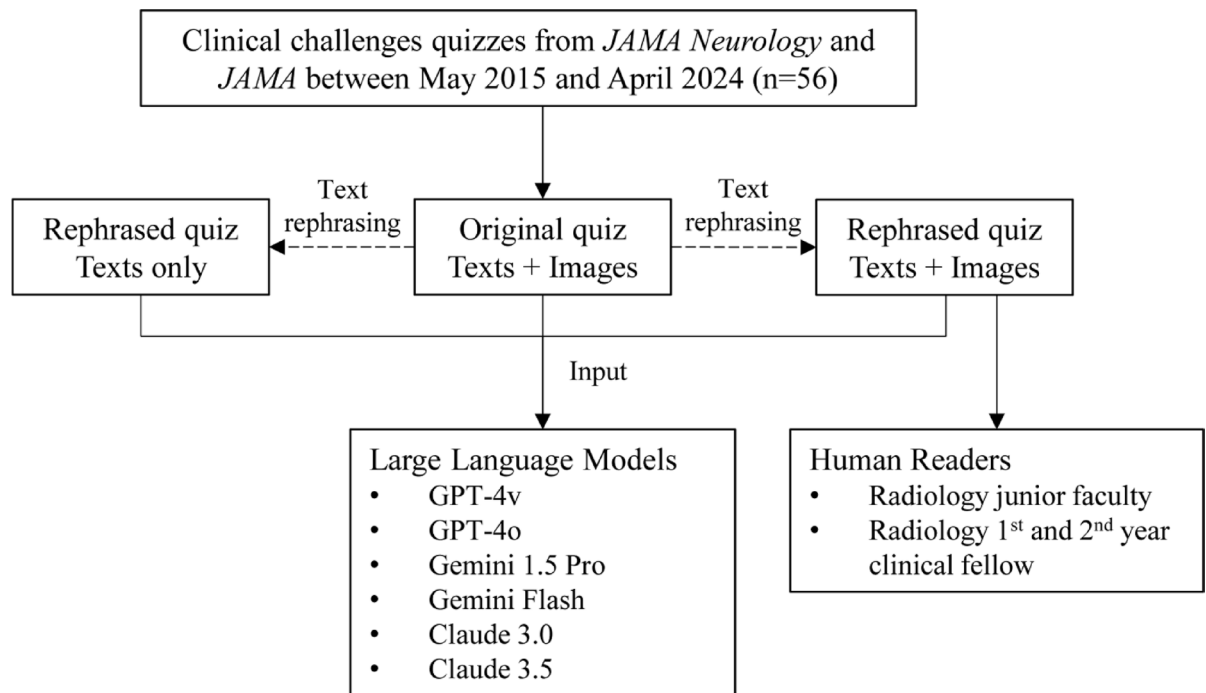 Clinical challenges quizzes from JAMA Neurology and
JAMA between May 2015 and April 2024 (n=56)
Text
rephrasing
Text
rephrasing
Rephrased quiz
Texts only
Original quiz
Texts + Images
Rephrased quiz
Texts + Images
Input
Large Language Models
• GPT-4v
• GPT-4o
• Gemini 1.5 Pro
• Gemini Flash
• Claude 3.0
• Claude 3.5
Human Readers
• Radiology junior faculty
• Radiology 1st and 2nd year
clinical fellow